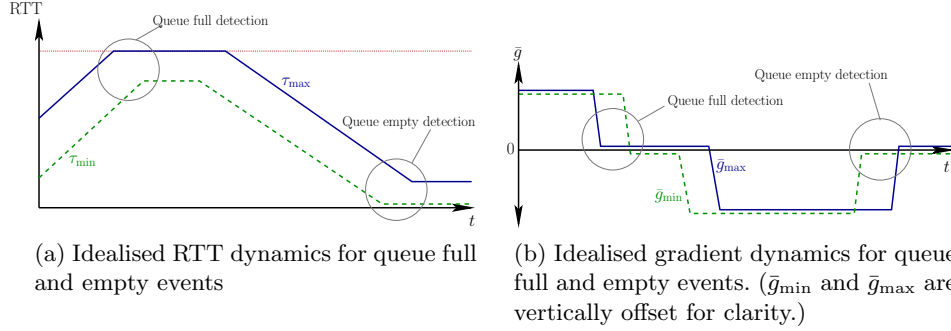 RTT
Queue full detection
τmax
Queue empty detection
τmin
t
(a) Idealised RTT dynamics for queue full
and empty events
ḡ
Queue empty detection
Queue full detection
0
ḡmax
t
ḡmin
(b) Idealised gradient dynamics for queue
full and empty events. (ḡmin and ḡmax are
vertically offset for clarity.)